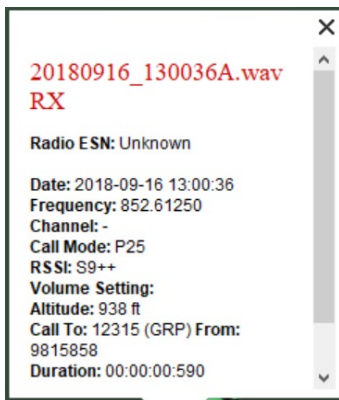 20180916_130036A.wav
RX
Radio ESN: Unknown
Date: 2018-09-16 13:00:36
Frequency: 852.61250
Channel: -
Call Mode: P25
RSSI: S9++
Volume Setting:
Altitude: 938 ft
Call To: 12315 (GRP) From:
9815858
Duration: 00:00:00:590